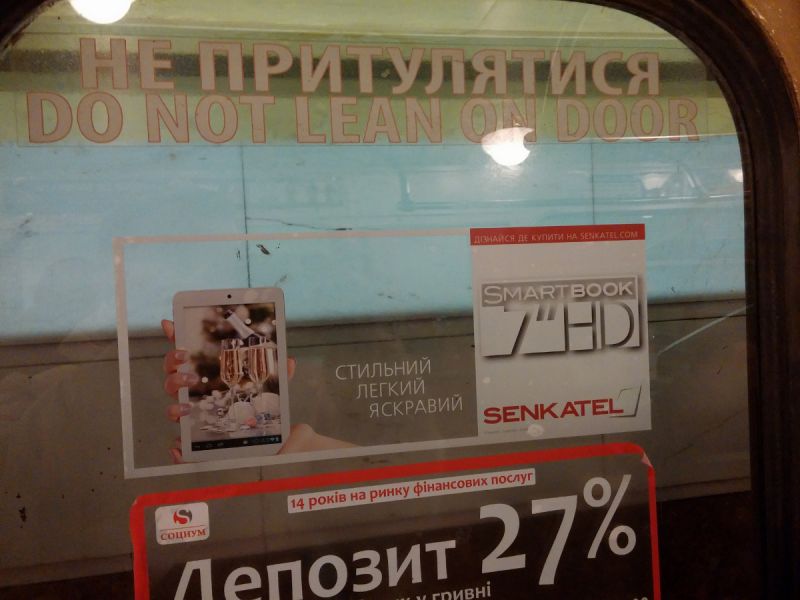 НЕ ПРИТУЛЯТИСЯ
DO NOT LEAN ON DOOR
ДІЗНАЙСЯ ДЕ КУПИТИ НА SENKATEL.COM
SMARTBOOK
7"HD
СТИЛЬНИЙ
ЛЕГКИЙ
ЯСКРАВИЙ
SENKATEL
14 років на ринку фінансових послуг
СОЦИУМ
Депозит 27%
у гривні